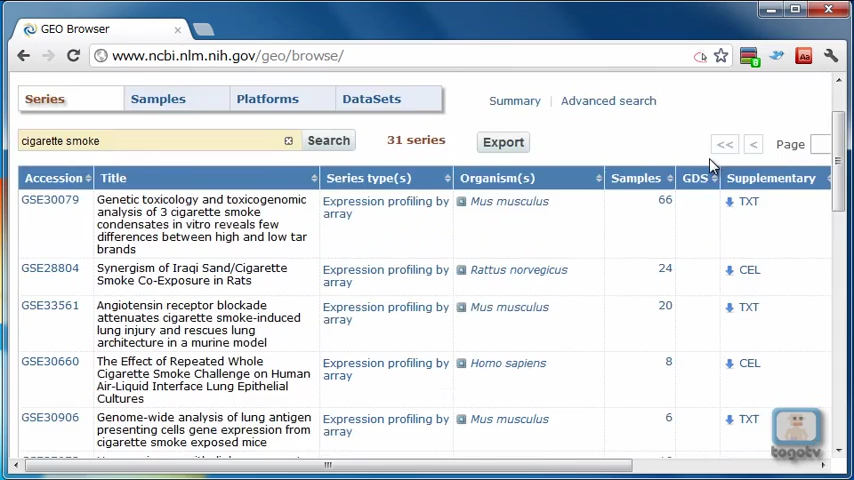 GEO Browser
www.ncbi.nlm.nih.gov/geo/browse/
Series Samples Platforms DataSets Summary | Advanced search
cigarette smoke Search 31 series Export << < Page
Accession Title Series type(s) Organism(s) Samples GDS Supplementary
GSE30079 Genetic toxicology and toxicogenomic Expression profiling by Mus musculus 66 TXT
analysis of 3 cigarette smoke array
condensates in vitro reveals few
differences between high and low tar
brands
GSE28804 Synergism of Iraqi Sand/Cigarette Expression profiling by Rattus norvegicus 24 CEL
Smoke Co-Exposure in Rats array
GSE33561 Angiotensin receptor blockade Expression profiling by Mus musculus 20 TXT
attenuates cigarette smoke-induced array
lung injury and rescues lung
architecture in a murine model
GSE30660 The Effect of Repeated Whole Expression profiling by Homo sapiens 8 CEL
Cigarette Smoke Challenge on Human array
Air-Liquid Interface Lung Epithelial
Cultures
GSE30906 Genome-wide analysis of lung antigen Expression profiling by Mus musculus 6 TXT
presenting cells gene expression from array
cigarette smoke exposed mice
togotv